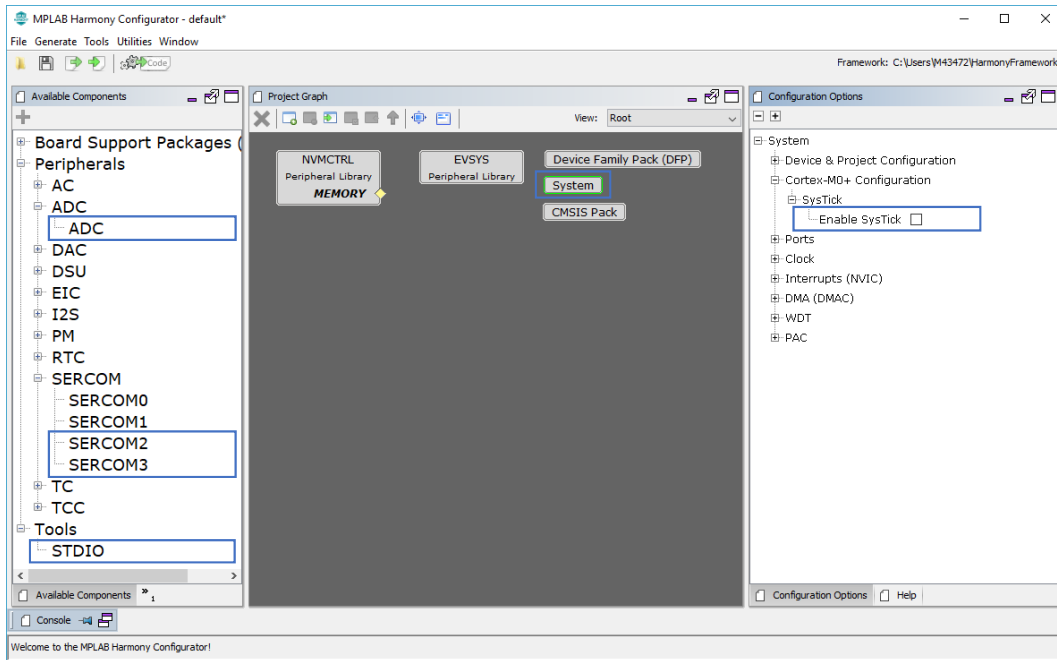 MPLAB Harmony Configurator - default*
File Generate Tools Utilities Window
Code
Framework: C:\Users\M43472\HarmonyFramework
Available Components
Board Support Packages (
Peripherals
AC
ADC
ADC
DAC
DSU
EIC
I2S
PM
RTC
SERCOM
SERCOM0
SERCOM1
SERCOM2
SERCOM3
TC
TCC
Tools
STDIO
Available Components
1
Project Graph
View: Root
NVMCTRL
Peripheral Library
MEMORY
EVSYS
Peripheral Library
Device Family Pack (DFP)
System
CMSIS Pack
Configuration Options
System
Device & Project Configuration
Cortex-M0+ Configuration
SysTick
Enable SysTick
Ports
Clock
Interrupts (NVIC)
DMA (DMAC)
WDT
PAC
Configuration Options
Help
Console
Welcome to the MPLAB Harmony Configurator!